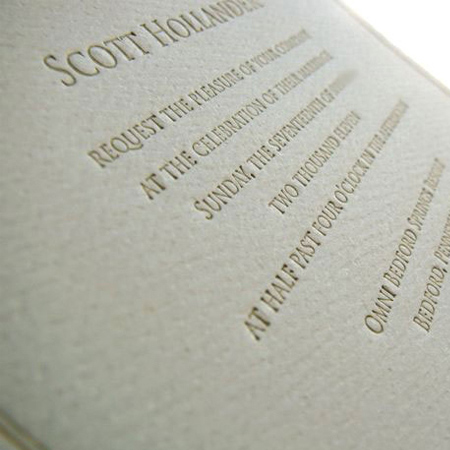 SCOTT HOLLANDER
REQUEST THE PLEASURE OF YOUR COMPANY
AT THE CELEBRATION OF THEIR MARRIAGE
SUNDAY, THE SEVENTEENTH OF
TWO THOUSAND
AT HALF PAST FOUR O'CLOCK IN THE AFTERNOON
OMNI BEDFORD SPRINGS
BEDFORD,